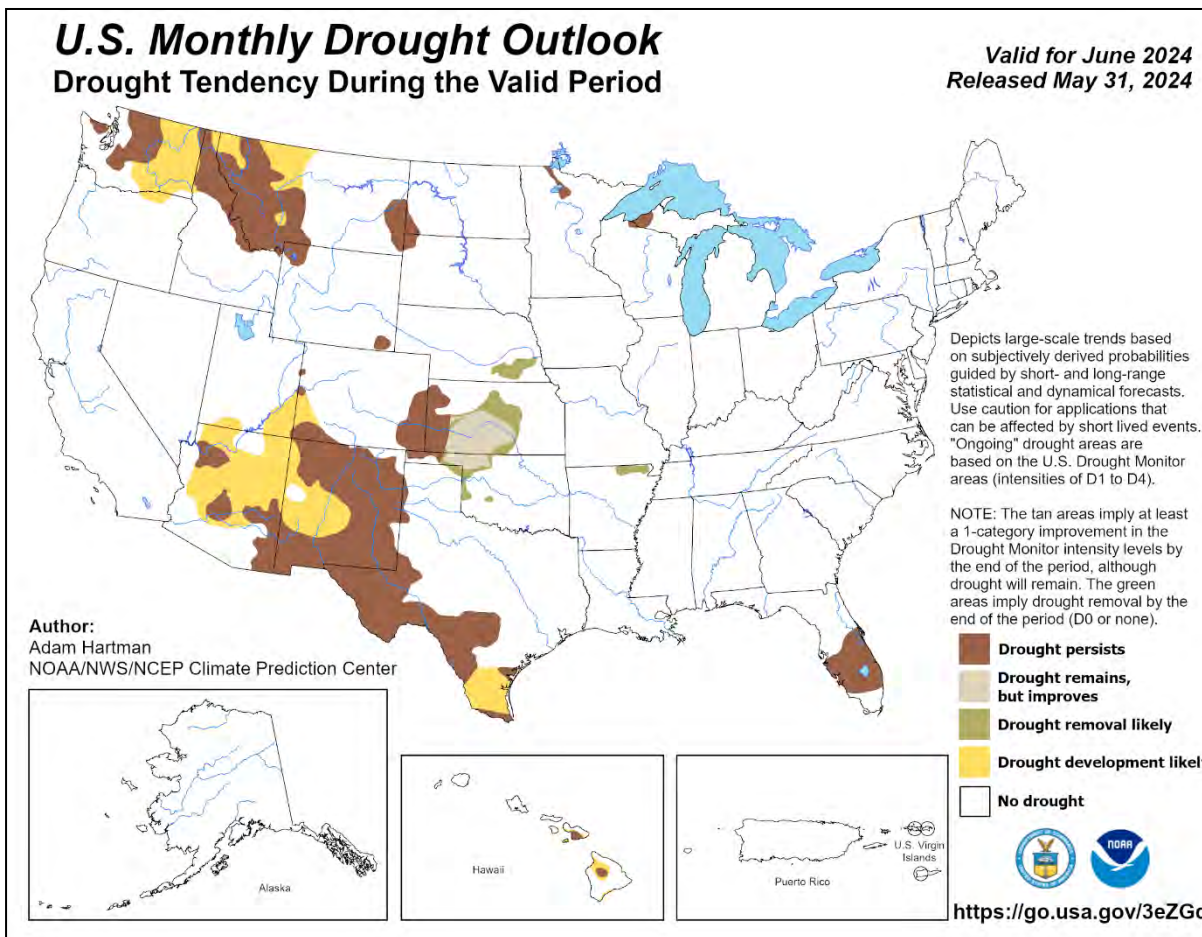 U.S. Monthly Drought Outlook
Drought Tendency During the Valid Period
Valid for June 2024
Released May 31, 2024
Depicts large-scale trends based
on subjectively derived probabilities
guided by short- and long-range
statistical and dynamical forecasts.
Use caution for applications that
can be affected by short lived events.
"Ongoing" drought areas are
based on the U.S. Drought Monitor
areas (intensities of D1 to D4).
NOTE: The tan areas imply at least
a 1-category improvement in the
Drought Monitor intensity levels by
the end of the period, although
drought will remain. The green
areas imply drought removal by the
end of the period (D0 or none).
Author:
Adam Hartman
NOAA/NWS/NCEP Climate Prediction Center
Drought persists
Drought remains,
but improves
Drought removal likely
Drought development likely
No drought
Alaska
Hawaii
Puerto Rico
U.S. Virgin
Islands
NOAA
https://go.usa.gov/3eZGd